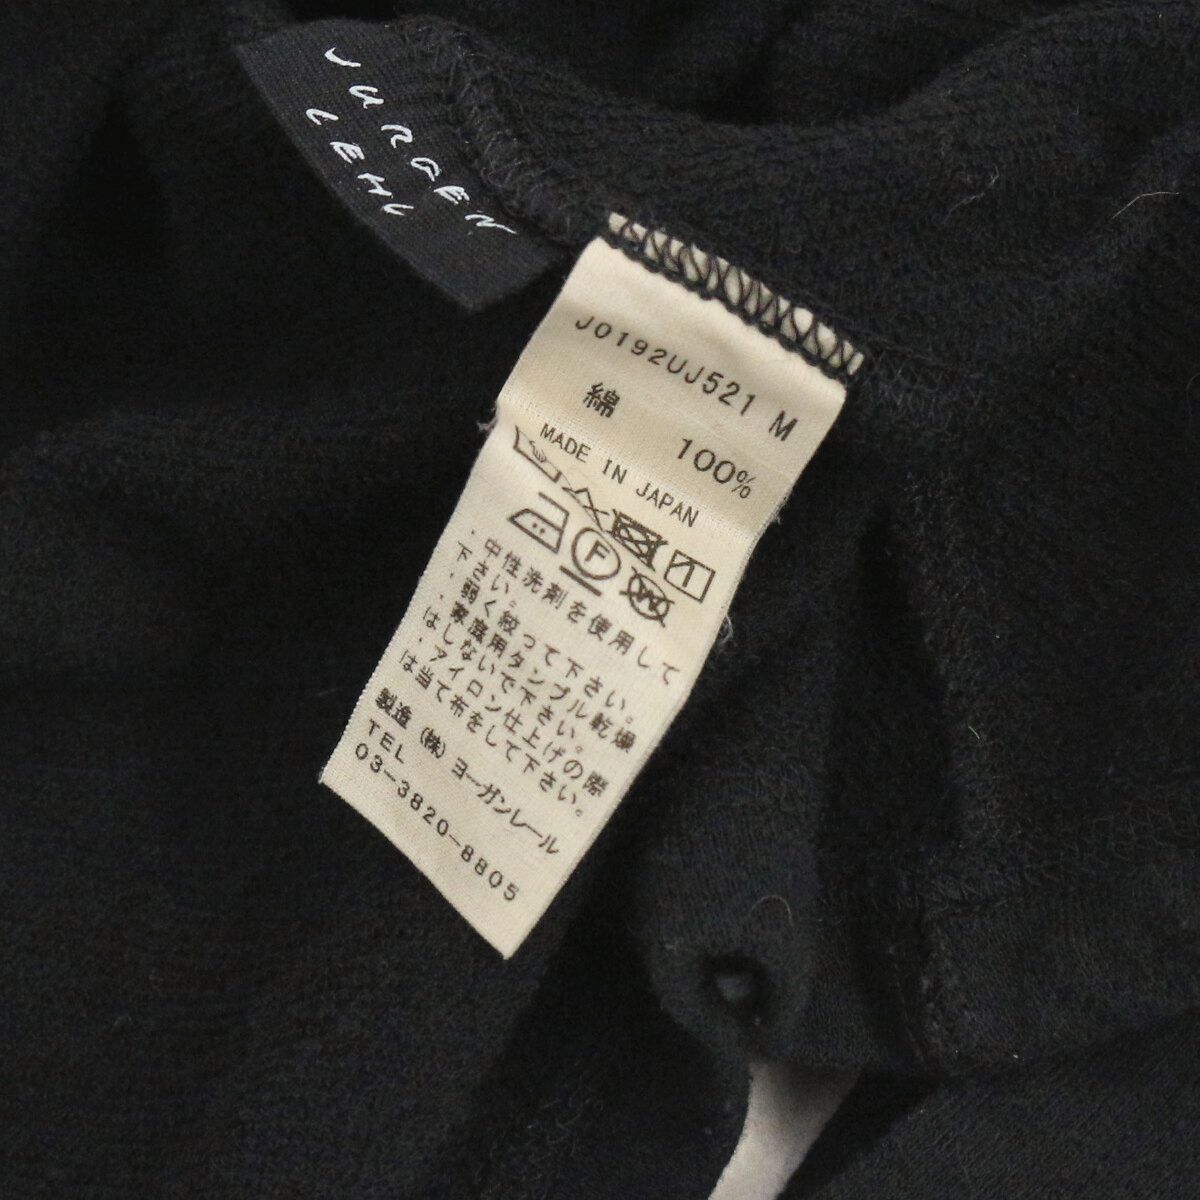 JURGEN
LEHL
J0192UJ521 M
綿 100%
MADE IN JAPAN
F
W
・中性洗剤を使用して
下さい。
・弱く絞って下さい。
・家庭用タンブル乾燥
はしないで下さい。
・アイロン仕上げの際
は当て布をして下さい。
製造 (株) ヨーガンレール
TEL
03-3820-8805